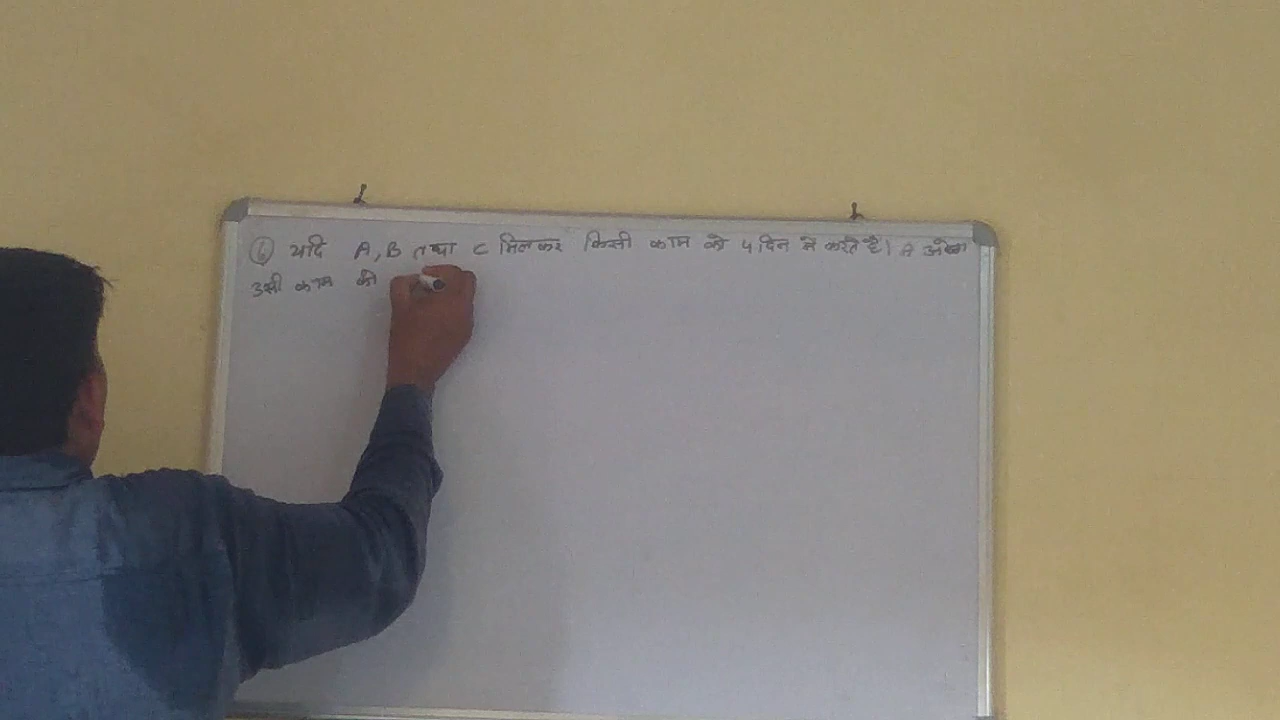 ⑥ यदि A, B तथा C मिलकर किसी काम को 4 दिन में करते है। A अकेला
उसी काम को